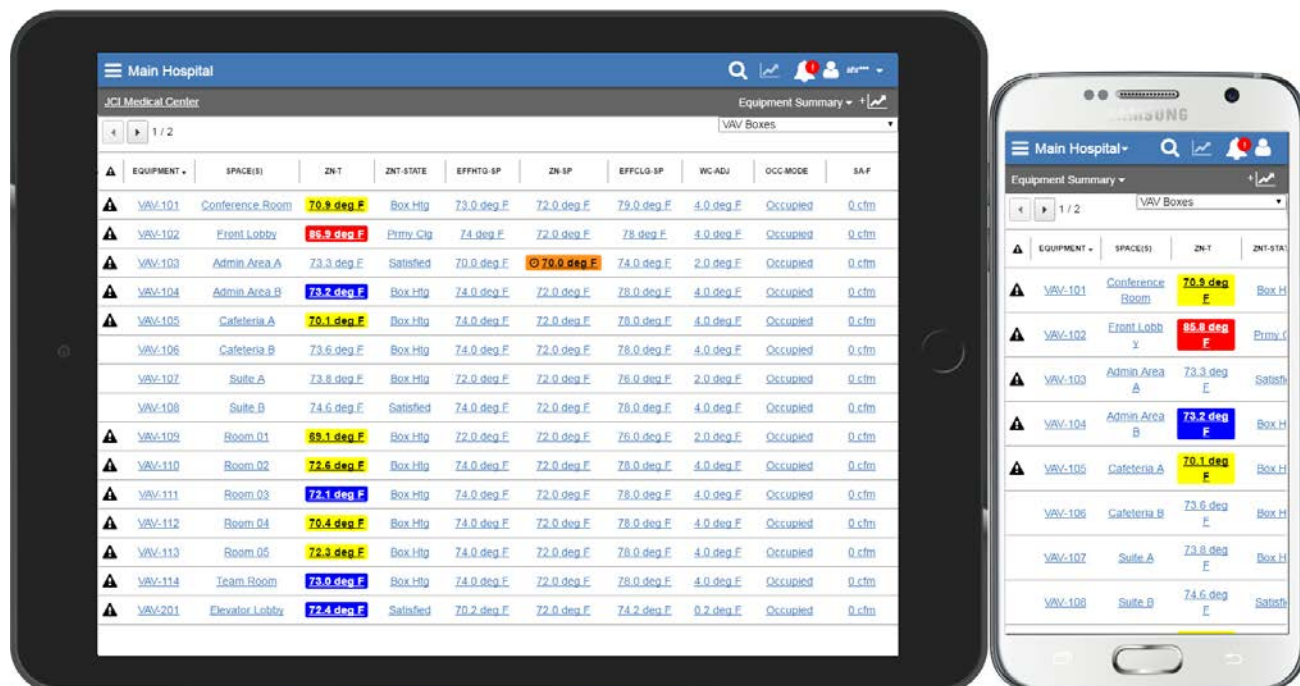 Main Hospital
JCI Medical Center Equipment Summary +
1 / 2 VAV Boxes
EQUIPMENT SPACE(S) ZN-T ZNT-STATE EFFHTG-SP ZN-SP EFFCLG-SP WC-ADJ OCC-MODE SA-F
VAV-101 Conference Room 70.9 deg F Box Htg 73.0 deg F 72.0 deg F 79.0 deg F 4.0 deg F Occupied 0 cfm
VAV-102 Front Lobby 86.9 deg F Prmy Clg 74 deg F 72.0 deg F 78 deg F 4.0 deg F Occupied 0 cfm
VAV-103 Admin Area A 73.3 deg F Satisfied 70.0 deg F 70.0 deg F 74.0 deg F 2.0 deg F Occupied 0 cfm
VAV-104 Admin Area B 73.2 deg F Box Htg 74.0 deg F 72.0 deg F 78.0 deg F 4.0 deg F Occupied 0 cfm
VAV-105 Cafeteria A 70.1 deg F Box Htg 74.0 deg F 72.0 deg F 78.0 deg F 4.0 deg F Occupied 0 cfm
VAV-106 Cafeteria B 73.6 deg F Box Htg 74.0 deg F 72.0 deg F 78.0 deg F 4.0 deg F Occupied 0 cfm
VAV-107 Suite A 73.8 deg F Box Htg 72.0 deg F 72.0 deg F 76.0 deg F 2.0 deg F Occupied 0 cfm
VAV-108 Suite B 74.6 deg F Satisfied 74.0 deg F 72.0 deg F 78.0 deg F 4.0 deg F Occupied 0 cfm
VAV-109 Room 01 69.1 deg F Box Htg 72.0 deg F 72.0 deg F 76.0 deg F 2.0 deg F Occupied 0 cfm
VAV-110 Room 02 72.6 deg F Box Htg 74.0 deg F 72.0 deg F 78.0 deg F 4.0 deg F Occupied 0 cfm
VAV-111 Room 03 72.1 deg F Box Htg 74.0 deg F 72.0 deg F 78.0 deg F 4.0 deg F Occupied 0 cfm
VAV-112 Room 04 70.4 deg F Box Htg 74.0 deg F 72.0 deg F 78.0 deg F 4.0 deg F Occupied 0 cfm
VAV-113 Room 05 72.3 deg F Box Htg 74.0 deg F 72.0 deg F 78.0 deg F 4.0 deg F Occupied 0 cfm
VAV-114 Team Room 73.0 deg F Box Htg 74.0 deg F 72.0 deg F 78.0 deg F 4.0 deg F Occupied 0 cfm
VAV-201 Elevator Lobby 72.4 deg F Satisfied 70.2 deg F 72.0 deg F 74.2 deg F 0.2 deg F Occupied 0 cfm
SAMSUNG
Main Hospital
Equipment Summary +
1 / 2 VAV Boxes
EQUIPMENT SPACE(S) ZN-T ZNT-STAT
VAV-101 Conference Room 70.9 deg F Box H
VAV-102 Front Lobby 85.8 deg F Prmy C
VAV-103 Admin Area A 73.3 deg F Satisfi
VAV-104 Admin Area B 73.2 deg F Box H
VAV-105 Cafeteria A 70.1 deg F Box H
VAV-106 Cafeteria B 73.6 deg F Box H
VAV-107 Suite A 73.8 deg F Box H
VAV-108 Suite B 74.6 deg F Satisfi